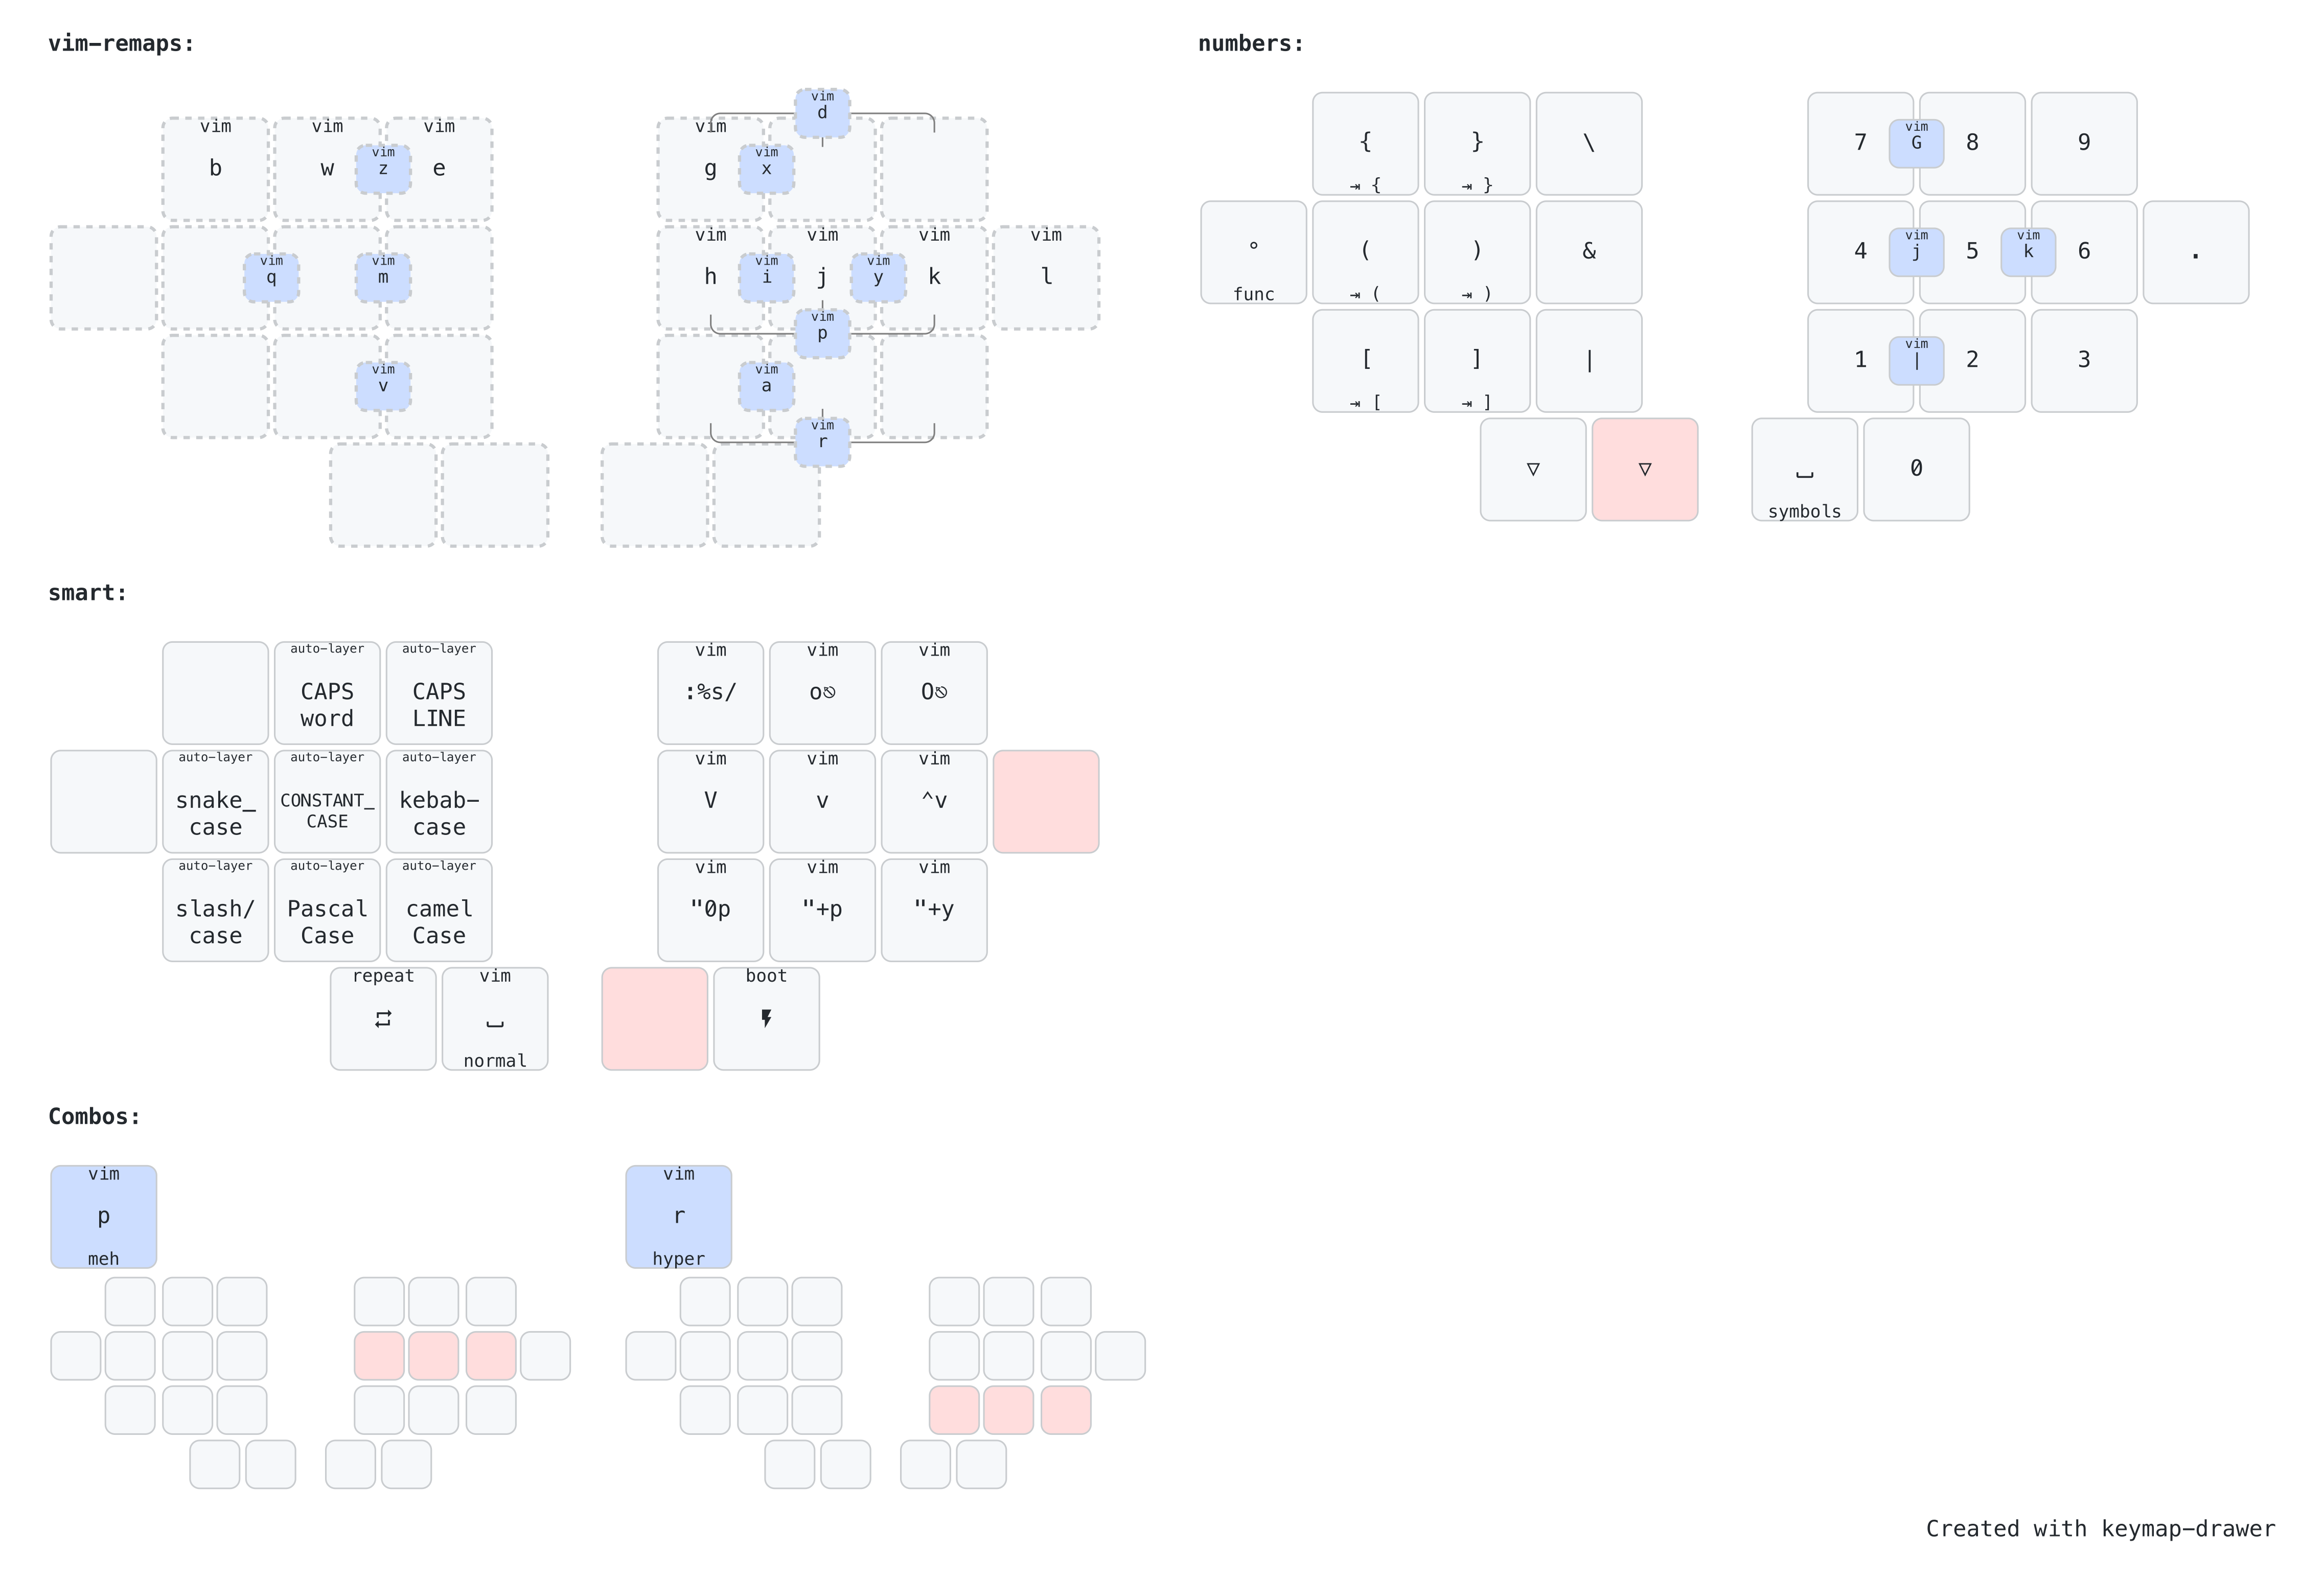 vim-remaps:
vim vim vim
b w vim z e
vim d
vim
g vim x
vim q vim m
vim vim vim vim
h vim i j vim y k l
vim p
vim v
vim a
vim r
numbers:
{ } \
⇥ { ⇥ }
7 vim G 8 9
° ( ) &
func ⇥ ( ⇥ )
4 vim j 5 vim k 6 .
[ ] |
⇥ [ ⇥ ]
1 vim | 2 3
▽ ▽ ⎵ 0
symbols
smart:
auto-layer auto-layer
CAPS CAPS
word LINE
vim vim vim
:%s/ o⎋ O⎋
auto-layer auto-layer auto-layer
snake_ CONSTANT_ kebab-
case CASE case
vim vim vim
V v ^v
auto-layer auto-layer auto-layer
slash/ Pascal camel
case Case Case
vim vim vim
"0p "+p "+y
repeat vim
⎵
normal
boot
Combos:
vim
p
meh
vim
r
hyper
Created with keymap-drawer